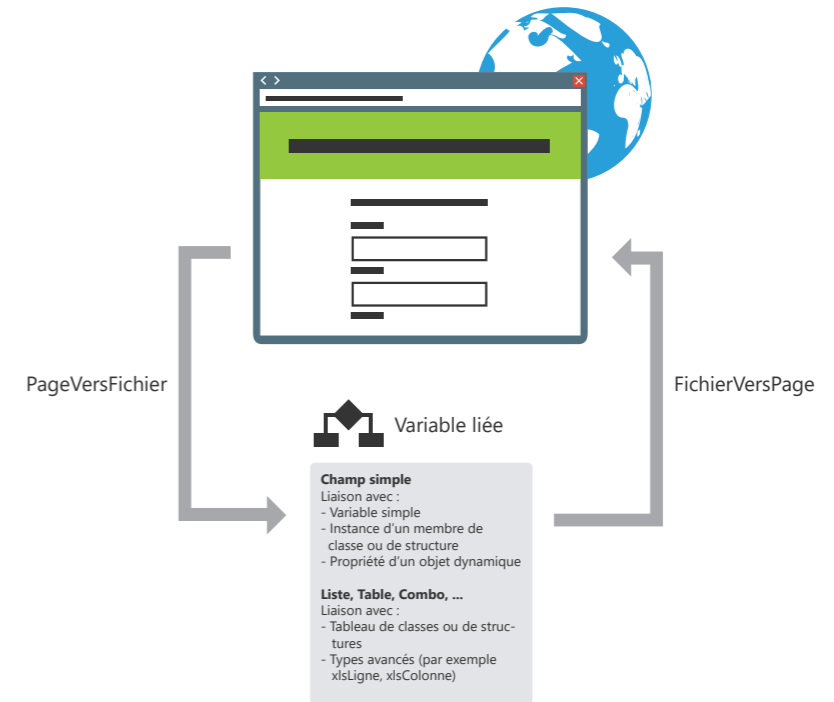 PageVersFichier
FichierVersPage
Variable liée
Champ simple
Liaison avec :
- Variable simple
- Instance d'un membre de
classe ou de structure
- Propriété d'un objet dynamique
Liste, Table, Combo, ...
Liaison avec :
- Tableau de classes ou de struc-
tures
- Types avancés (par exemple
xlsLigne, xlsColonne)